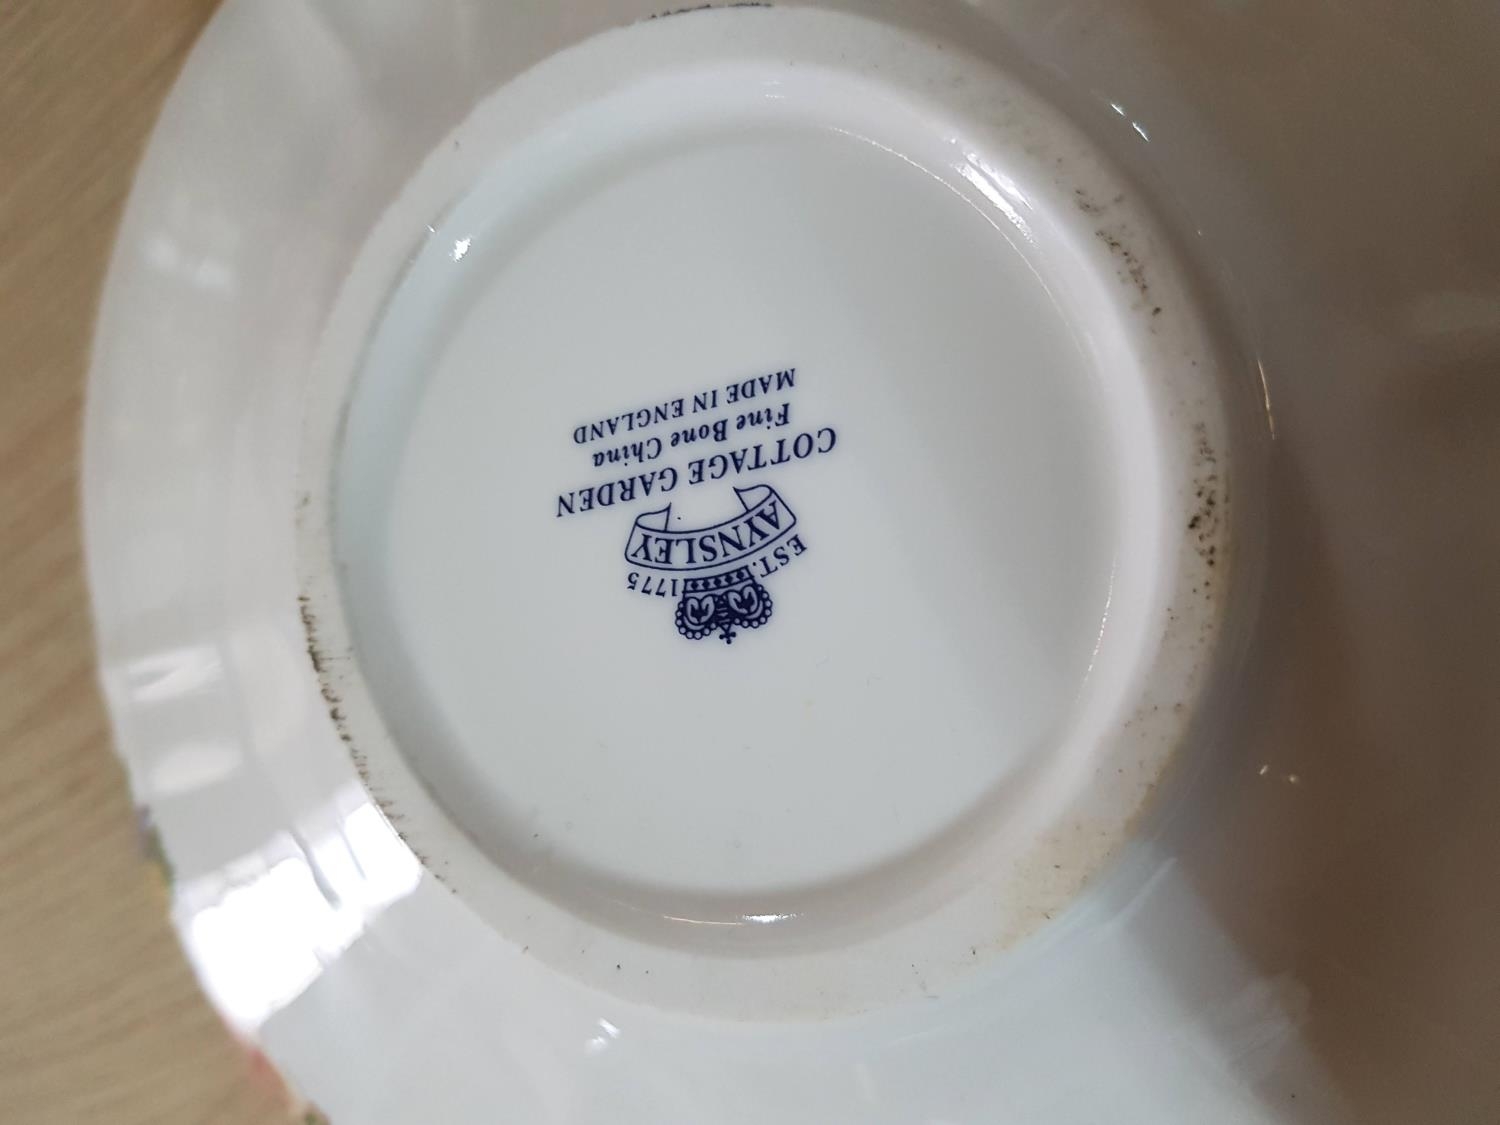 EST. 1775
AYNSLEY
COTTAGE GARDEN
Fine Bone China
MADE IN ENGLAND